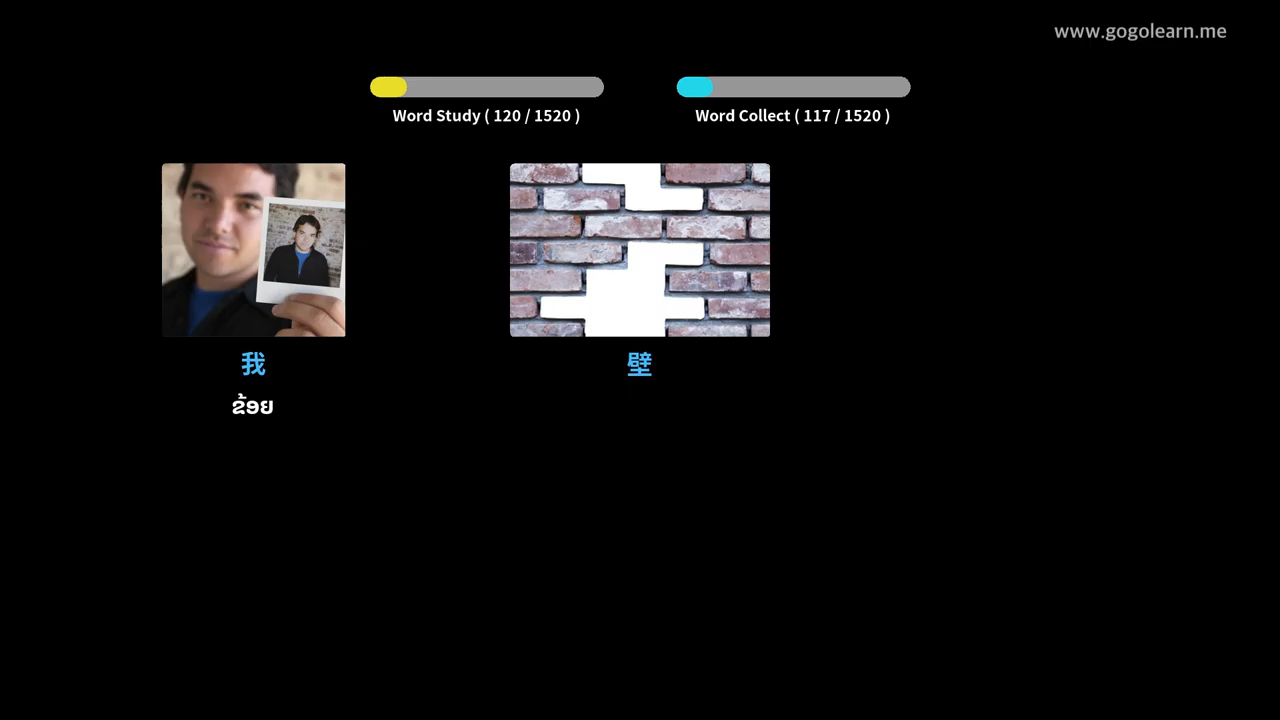 www.gogolearn.me
Word Study ( 120 / 1520 )
Word Collect ( 117 / 1520 )
我
ຂ້ອຍ
壁